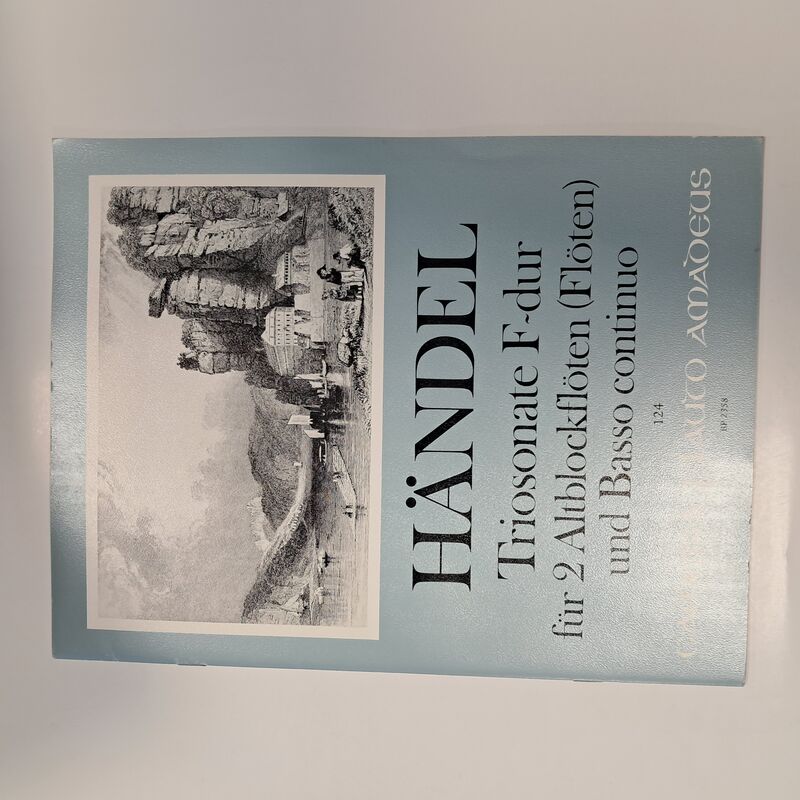 HÄNDEL
Triosonate F-dur
für 2 Altblockflöten (Flöten)
und Basso continuo
124
AMADEUS
BP 2358